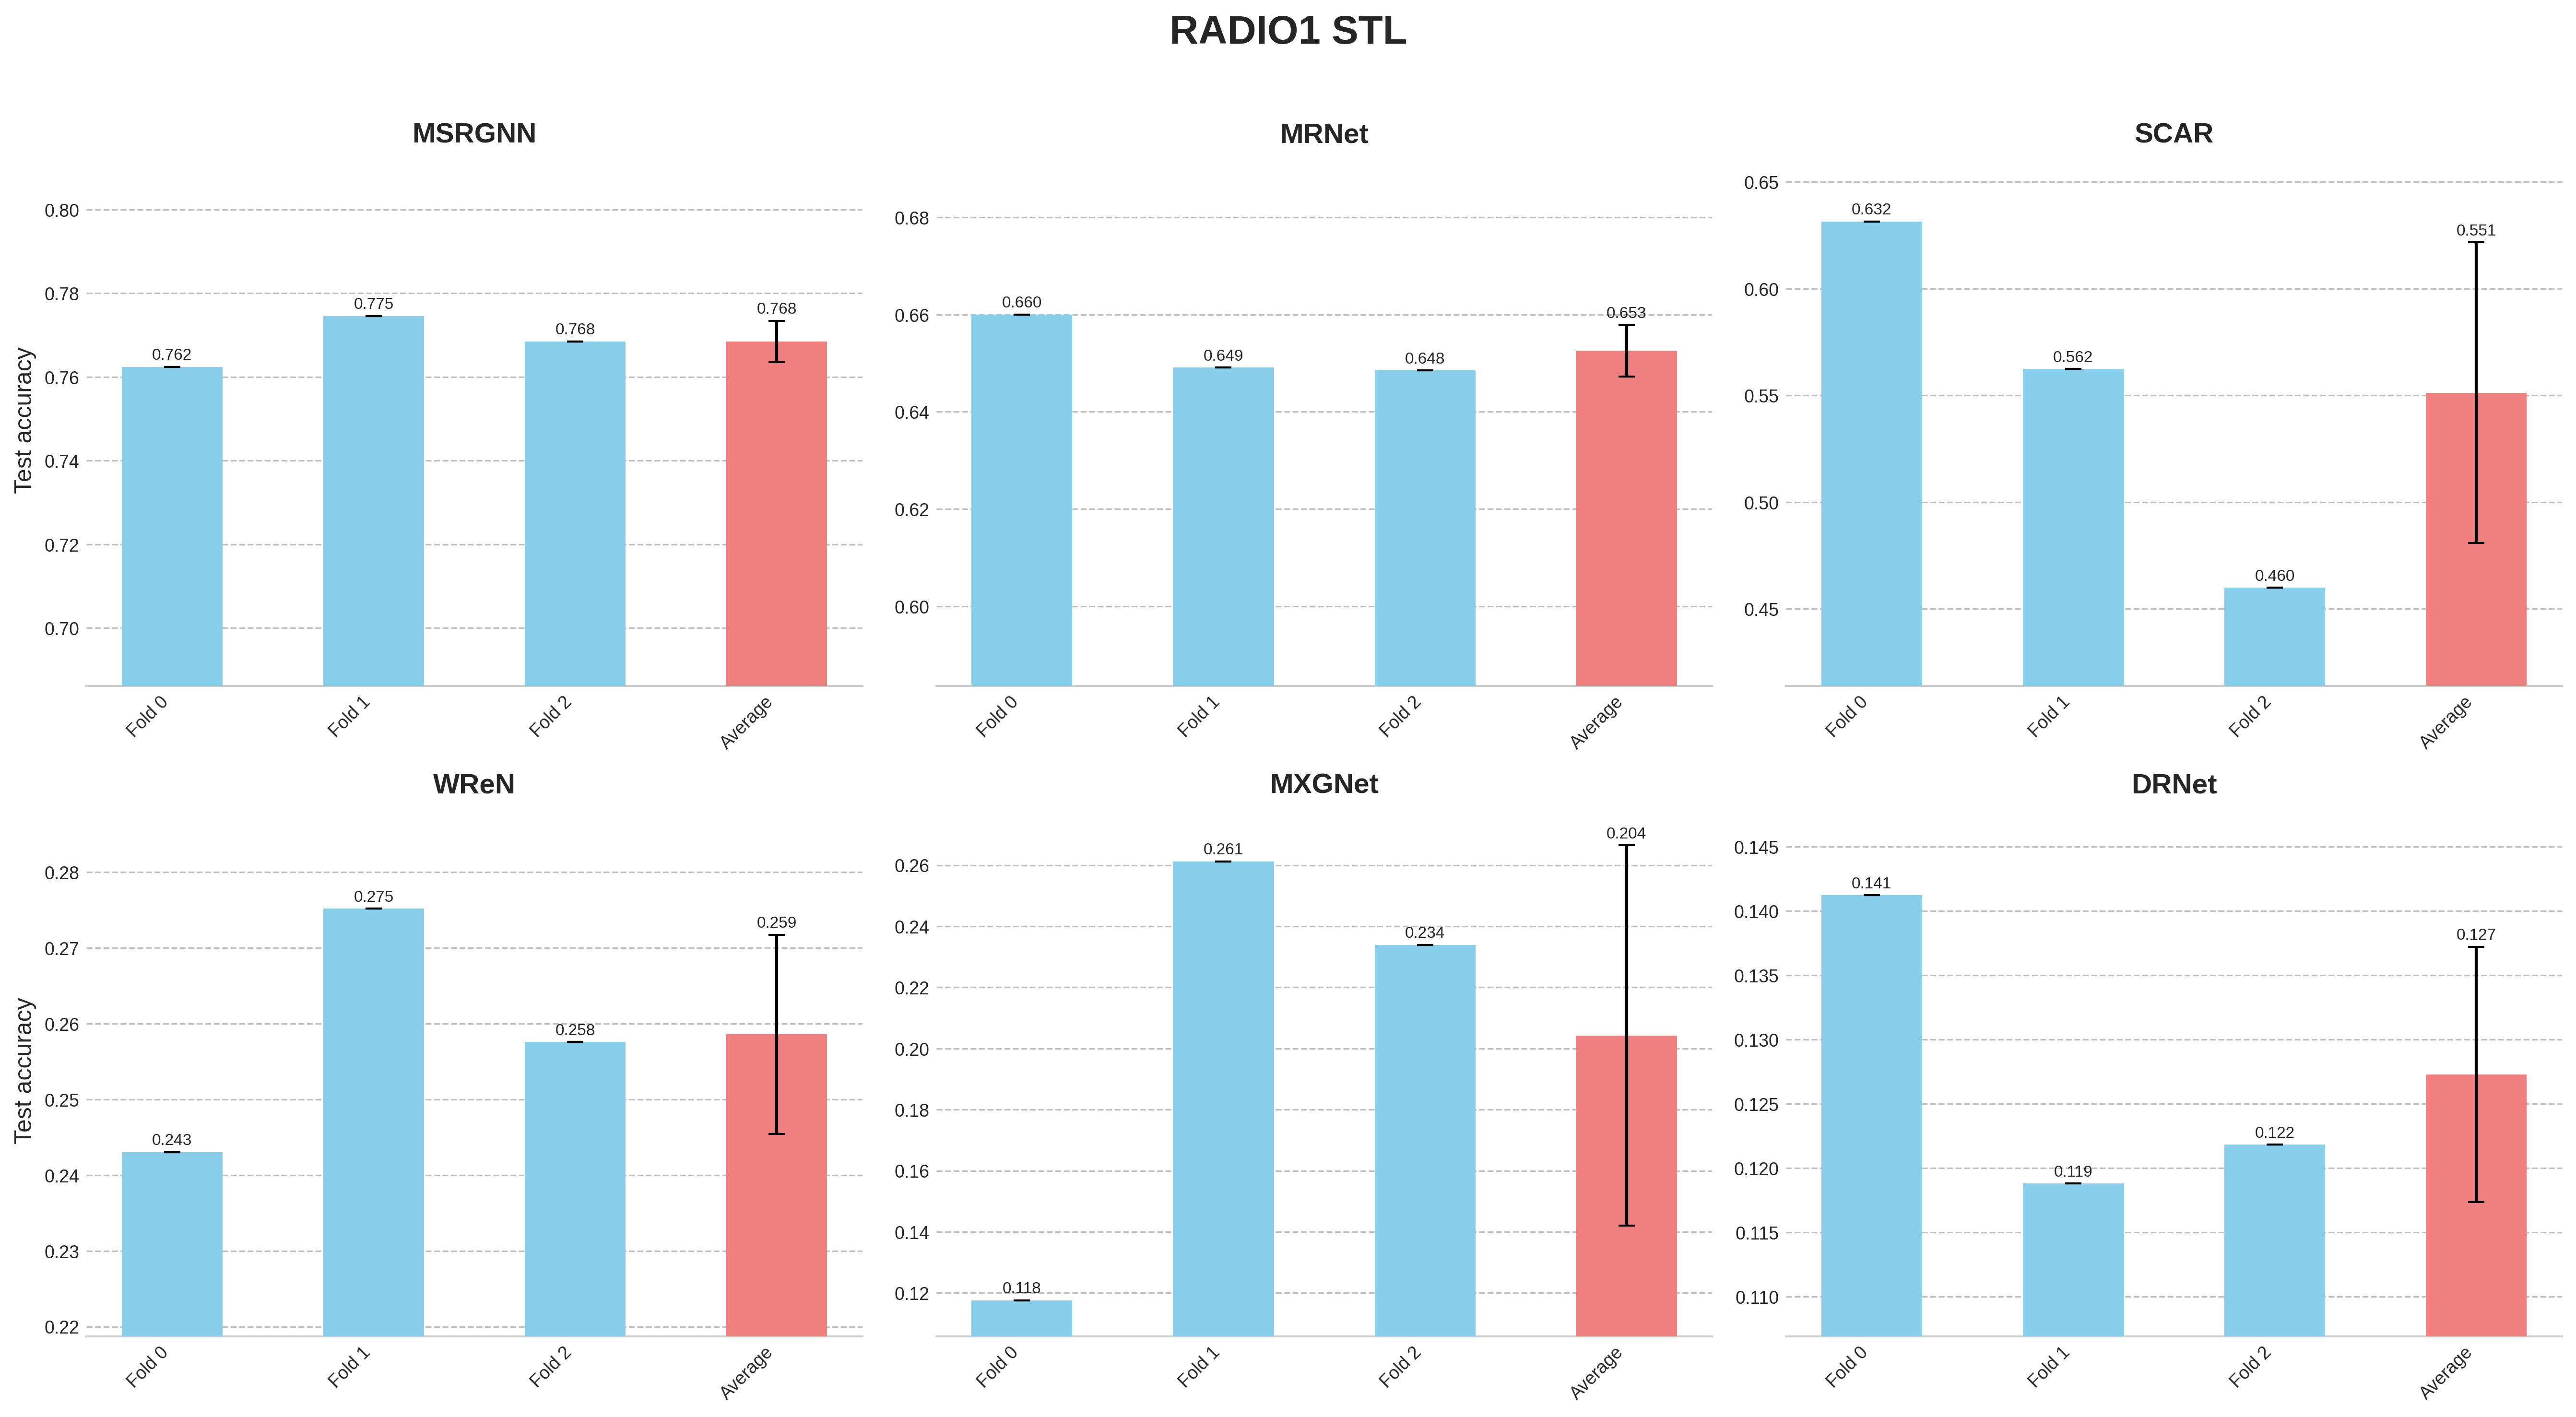 RADIO1 STL
MSRGNN
Test accuracy
0.80
0.78
0.76
0.74
0.72
0.70
0.762
0.775
0.768
0.768
Fold 0
Fold 1
Fold 2
Average
MRNet
0.68
0.66
0.64
0.62
0.60
0.660
0.649
0.648
0.653
Fold 0
Fold 1
Fold 2
Average
SCAR
0.65
0.60
0.55
0.50
0.45
0.632
0.562
0.460
0.551
Fold 0
Fold 1
Fold 2
Average
WReN
Test accuracy
0.28
0.27
0.26
0.25
0.24
0.23
0.22
0.243
0.275
0.258
0.259
Fold 0
Fold 1
Fold 2
Average
MXGNet
0.26
0.24
0.22
0.20
0.18
0.16
0.14
0.12
0.118
0.261
0.234
0.204
Fold 0
Fold 1
Fold 2
Average
DRNet
0.145
0.140
0.135
0.130
0.125
0.120
0.115
0.110
0.141
0.119
0.122
0.127
Fold 0
Fold 1
Fold 2
Average